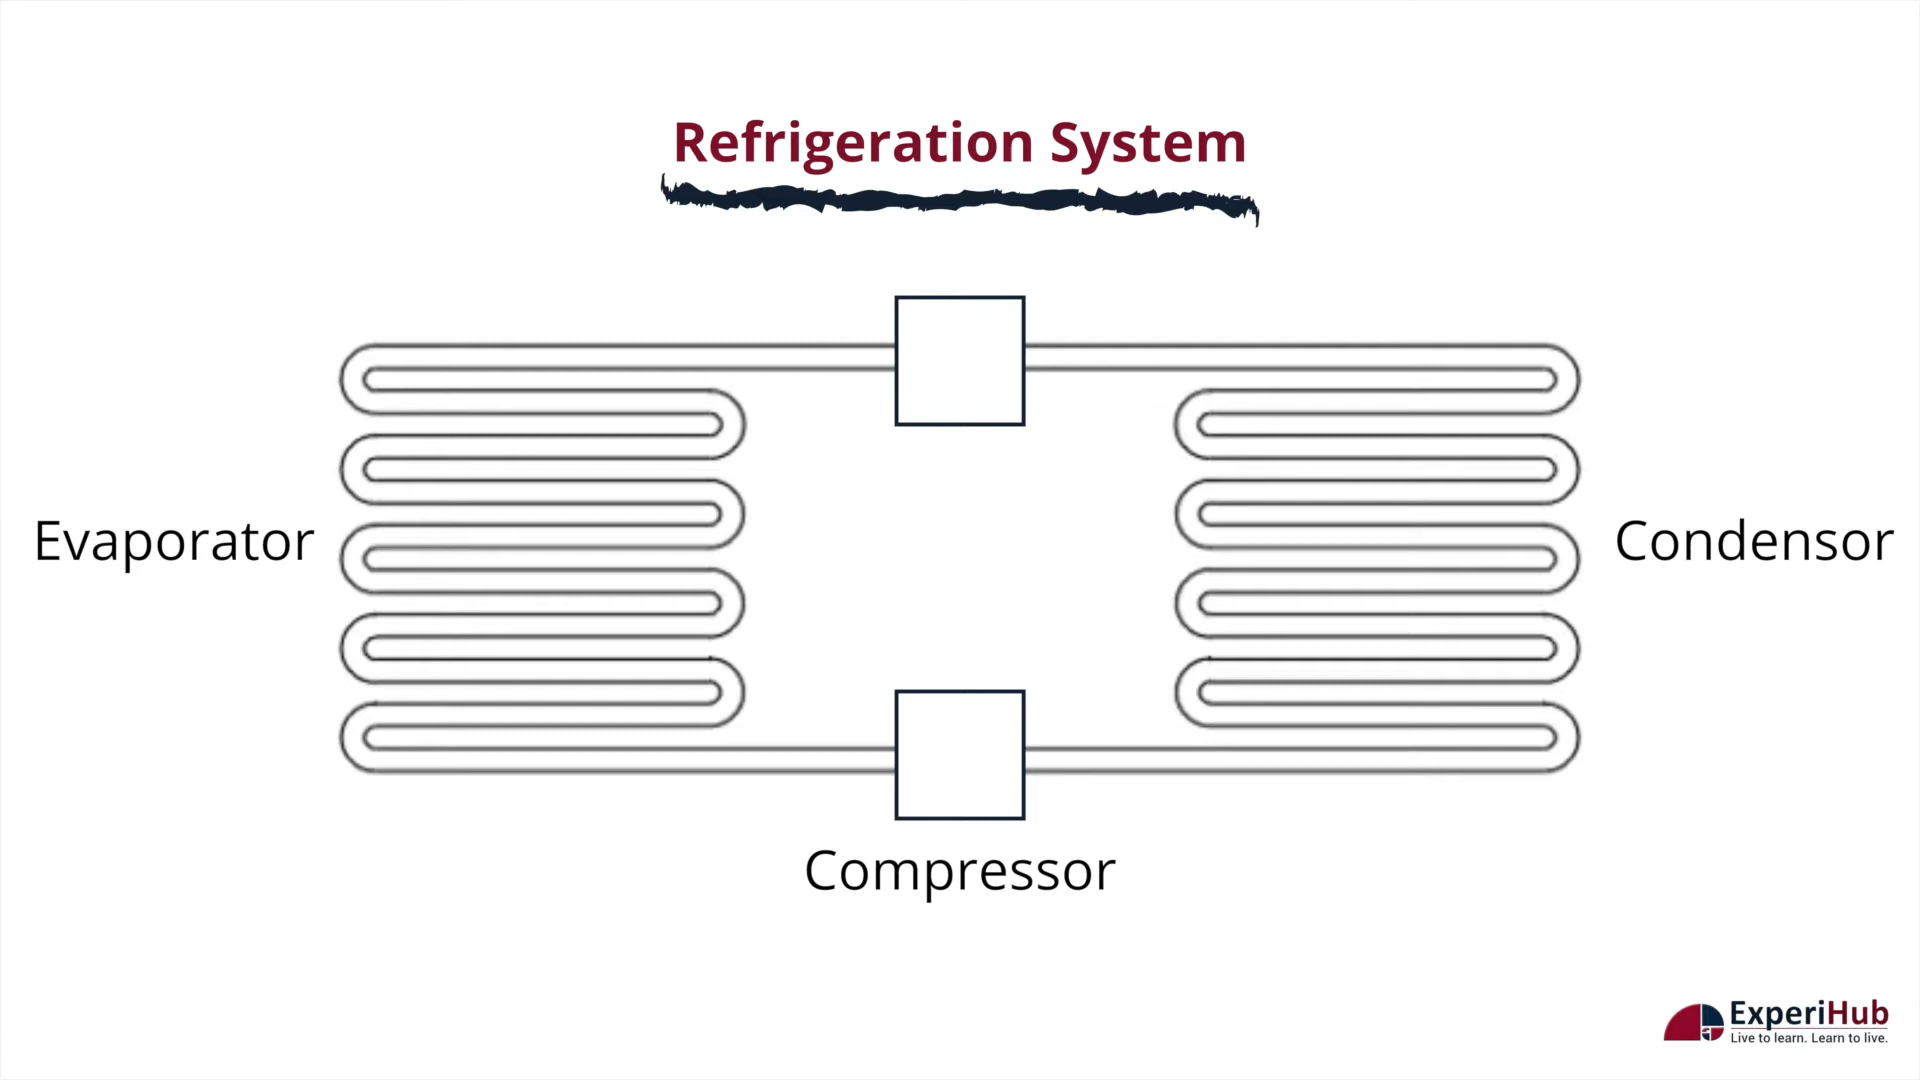 Refrigeration System
Evaporator
Condensor
Compressor
ExperiHub
Live to learn. Learn to live.